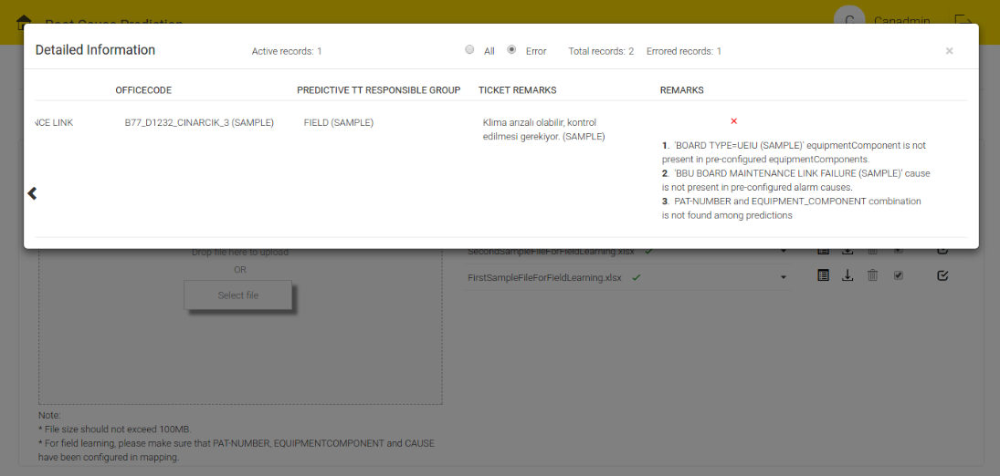 Root Cause Prediction
C
Canadmin
Detailed Information
Active records: 1
All
Error
Total records: 2
Errored records: 1
×
OFFICECODE
PREDICTIVE TT RESPONSIBLE GROUP
TICKET REMARKS
REMARKS
NCE LINK
B77_D1232_CINARCIK_3 (SAMPLE)
FIELD (SAMPLE)
Klima arızalı olabilir, kontrol
edilmesi gerekiyor. (SAMPLE)
1. 'BOARD TYPE=UEIU (SAMPLE)' equipmentComponent is not
present in pre-configured equipmentComponents.
2. 'BBU BOARD MAINTENANCE LINK FAILURE (SAMPLE)' cause
is not present in pre-configured alarm causes.
3. PAT-NUMBER and EQUIPMENT_COMPONENT combination
is not found among predictions
Drop file here to upload
OR
Select file
SecondSampleFileForFieldLearning.xlsx
FirstSampleFileForFieldLearning.xlsx
Note:
* File size should not exceed 100MB.
* For field learning, please make sure that PAT-NUMBER, EQUIPMENTCOMPONENT and CAUSE
have been configured in mapping.